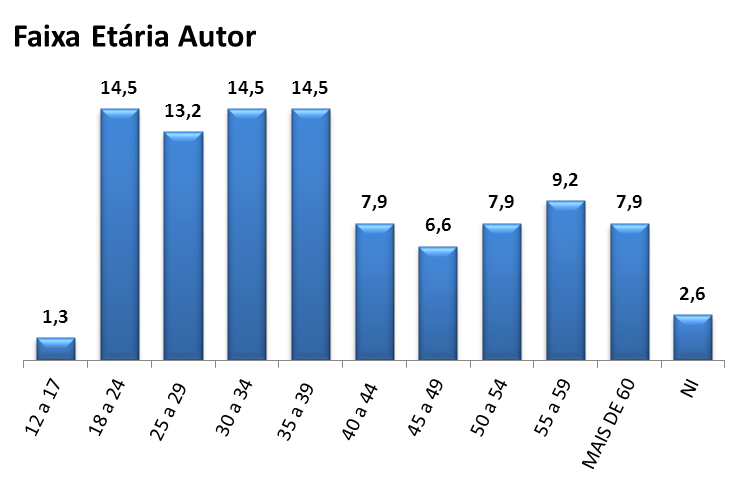 Faixa Etária Autor
14,5
13,2
14,5
14,5
7,9
6,6
7,9
9,2
7,9
2,6
1,3
12 a 17
18 a 24
25 a 29
30 a 34
35 a 39
40 a 44
45 a 49
50 a 54
55 a 59
MAIS DE 60
NI